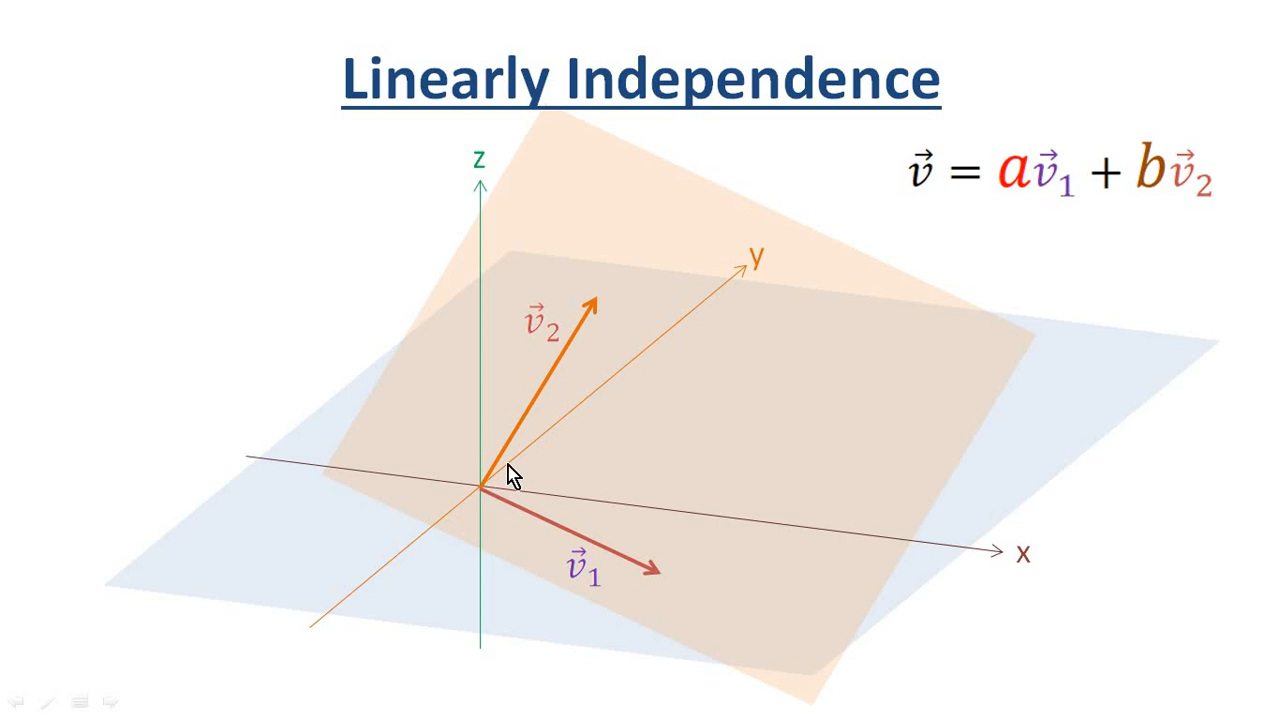 Linearly Independence
z
v⃗ = av⃗₁ + bv⃗₂
y
v⃗₂
x
v⃗₁